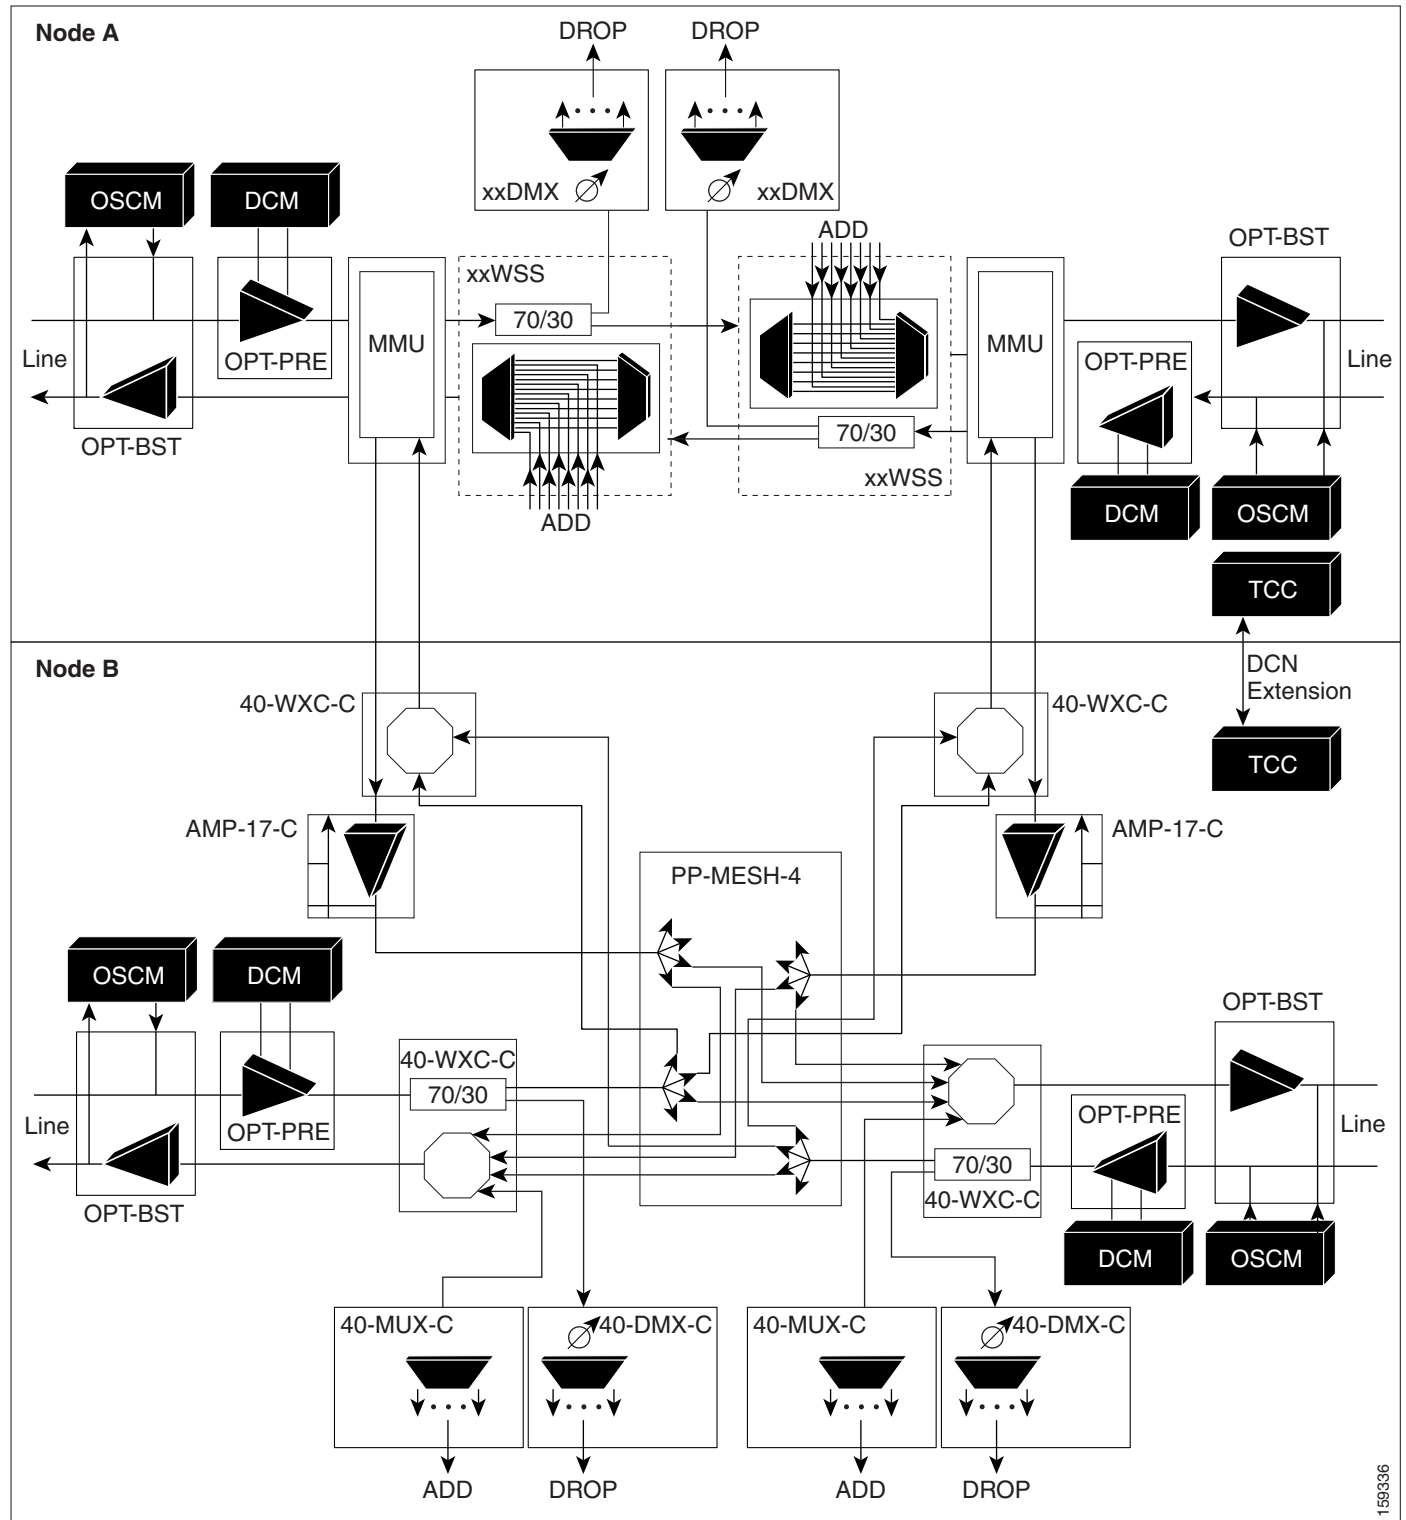 Node A
DROP
DROP
xxDMX
xxDMX
OSCM
DCM
ADD
OPT-BST
xxWSS
70/30
MMU
MMU
Line
OPT-PRE
OPT-PRE
Line
OPT-BST
70/30
xxWSS
ADD
DCM
OSCM
TCC
Node B
DCN
Extension
40-WXC-C
40-WXC-C
TCC
AMP-17-C
AMP-17-C
PP-MESH-4
OSCM
DCM
OPT-BST
40-WXC-C
70/30
OPT-PRE
Line
OPT-PRE
Line
70/30
40-WXC-C
OPT-BST
DCM
OSCM
40-MUX-C
40-DMX-C
40-MUX-C
40-DMX-C
ADD
DROP
ADD
DROP
159336